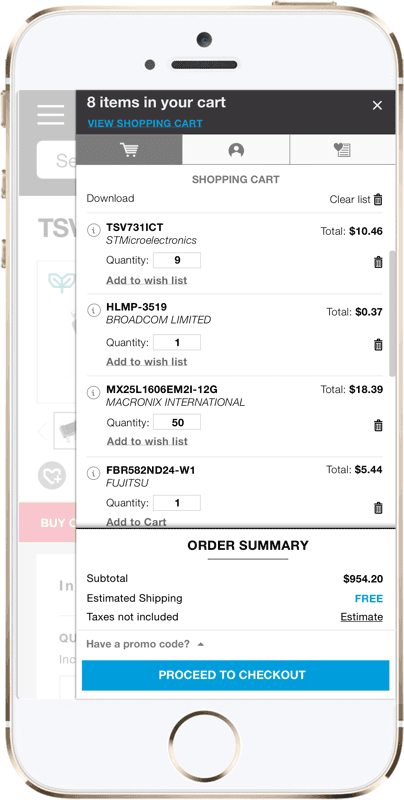 8 items in your cart
VIEW SHOPPING CART
SHOPPING CART
Download Clear list
TSV731ICT Total: $10.46
STMicroelectronics
Quantity: 9
Add to wish list
HLMP-3519 Total: $0.37
BROADCOM LIMITED
Quantity: 1
Add to wish list
MX25L1606EM2I-12G Total: $18.39
MACRONIX INTERNATIONAL
Quantity: 50
Add to wish list
FBR582ND24-W1 Total: $5.44
FUJITSU
Quantity: 1
Add to Cart
ORDER SUMMARY
Subtotal $954.20
Estimated Shipping FREE
Taxes not included Estimate
Have a promo code?
PROCEED TO CHECKOUT
Se
TSV
BUY
In
QU
Inc